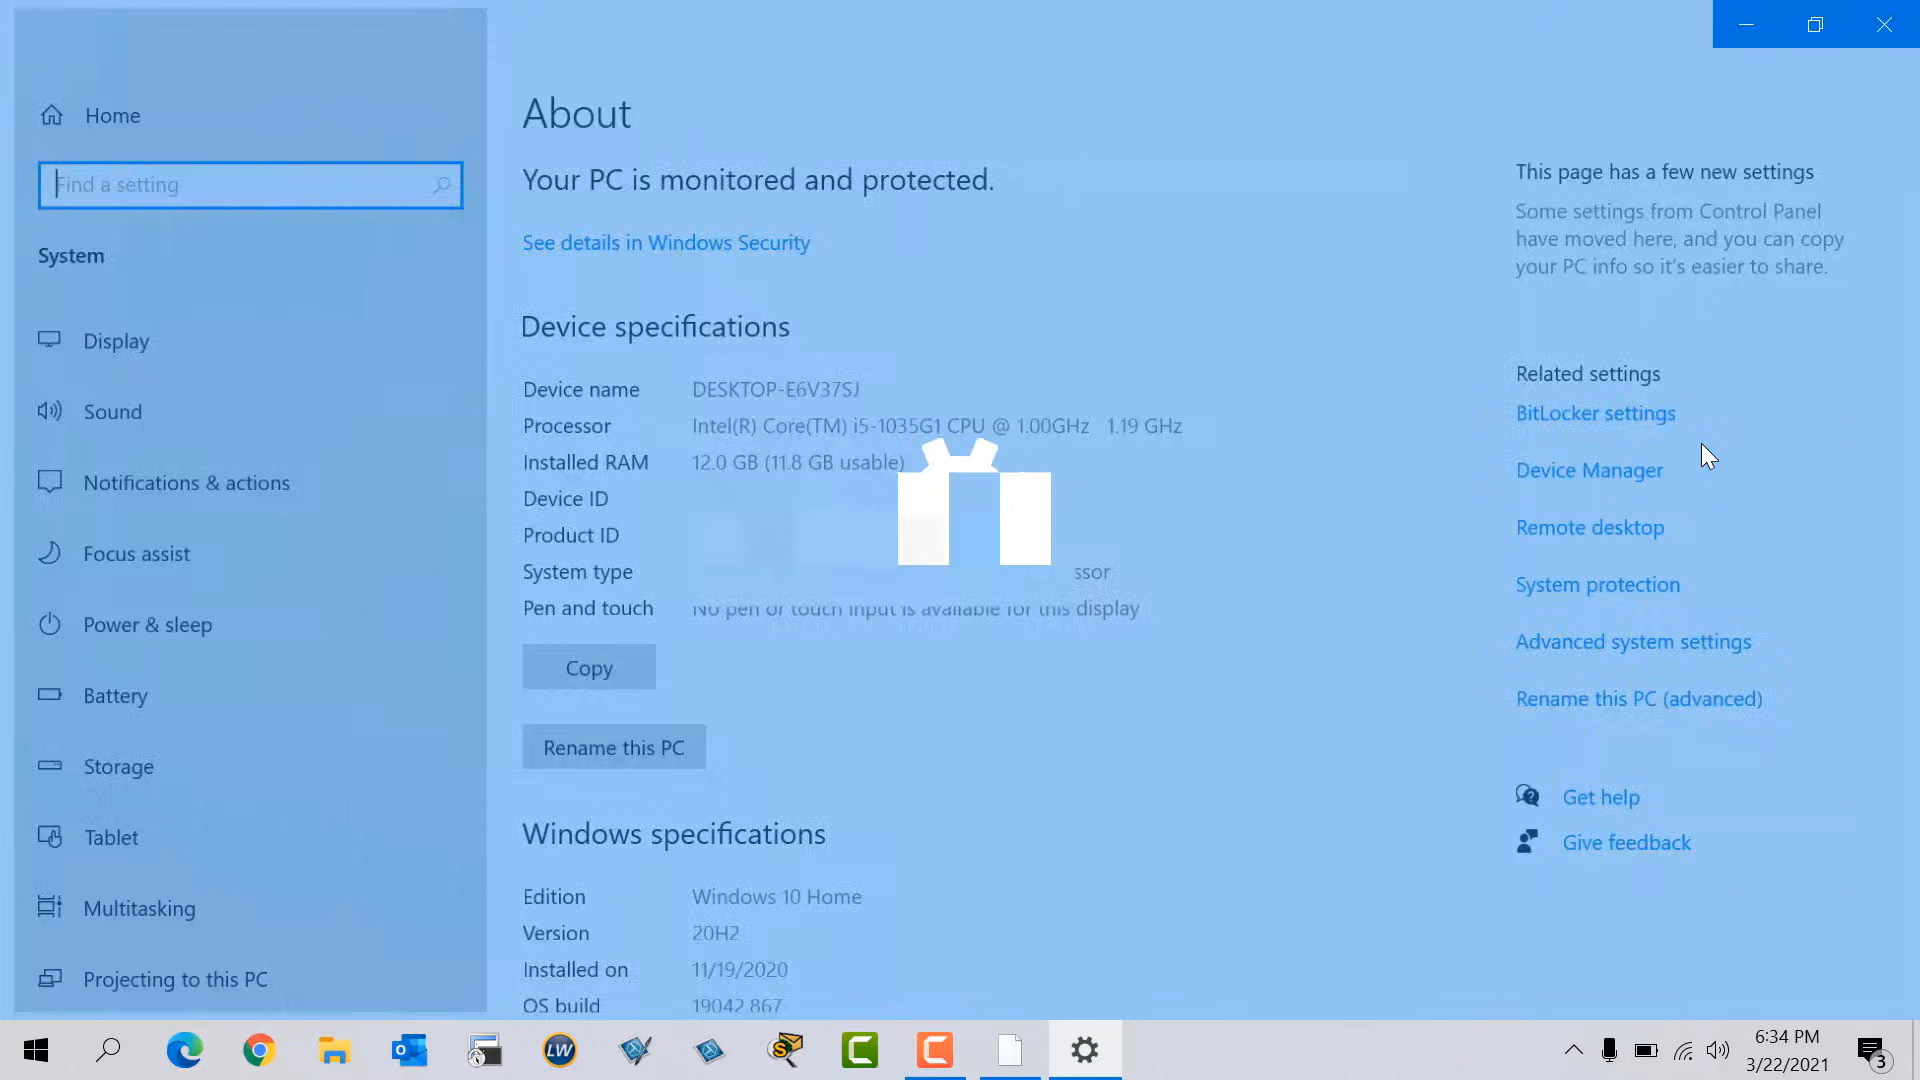 Home
Find a setting
System
Display
Sound
Notifications & actions
Focus assist
Power & sleep
Battery
Storage
Tablet
Multitasking
Projecting to this PC
About
Your PC is monitored and protected.
See details in Windows Security
Device specifications
Device name DESKTOP-E6V37SJ
Processor Intel(R) Core(TM) i5-1035G1 CPU @ 1.00GHz 1.19 GHz
Installed RAM 12.0 GB (11.8 GB usable)
Device ID
Product ID
System type ssor
Pen and touch No pen or touch input is available for this display
Copy
Rename this PC
Windows specifications
Edition Windows 10 Home
Version 20H2
Installed on 11/19/2020
OS build 19042.867
This page has a few new settings
Some settings from Control Panel
have moved here, and you can copy
your PC info so it's easier to share.
Related settings
BitLocker settings
Device Manager
Remote desktop
System protection
Advanced system settings
Rename this PC (advanced)
Get help
Give feedback
LW
6:34 PM
3/22/2021
3